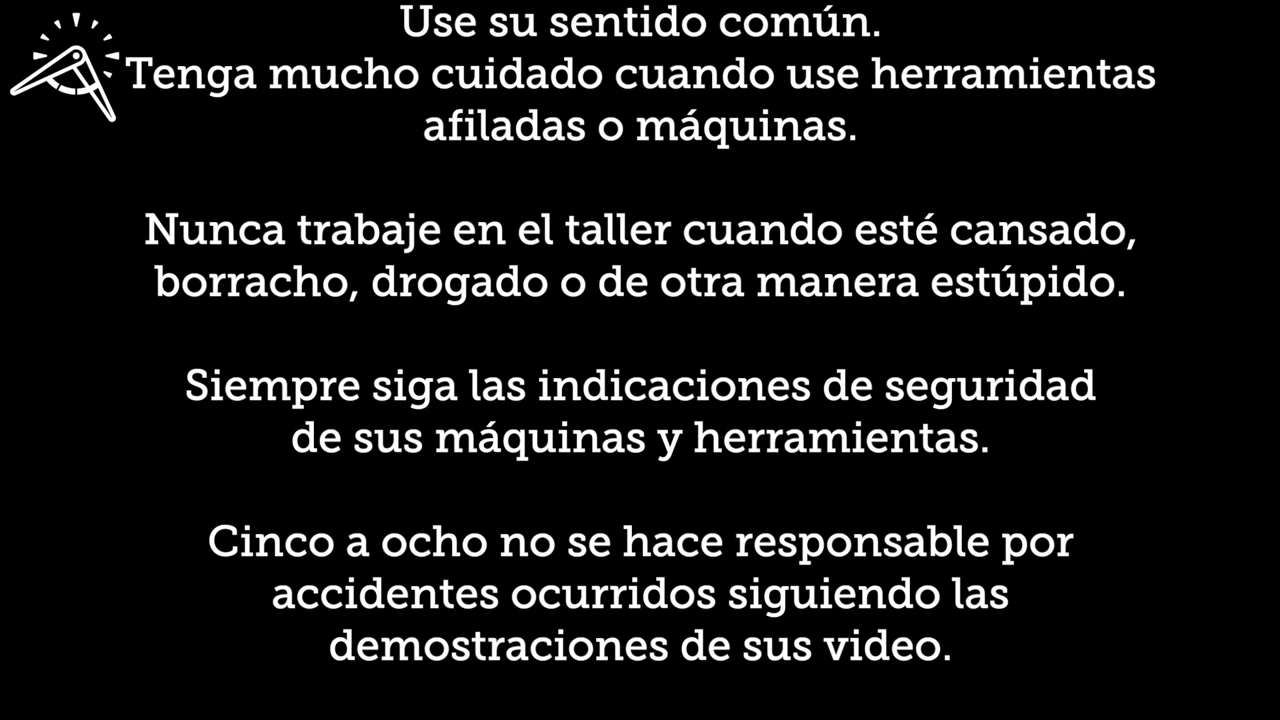 Use su sentido común.
Tenga mucho cuidado cuando use herramientas
afiladas o máquinas.
Nunca trabaje en el taller cuando esté cansado,
borracho, drogado o de otra manera estúpido.
Siempre siga las indicaciones de seguridad
de sus máquinas y herramientas.
Cinco a ocho no se hace responsable por
accidentes ocurridos siguiendo las
demostraciones de sus video.